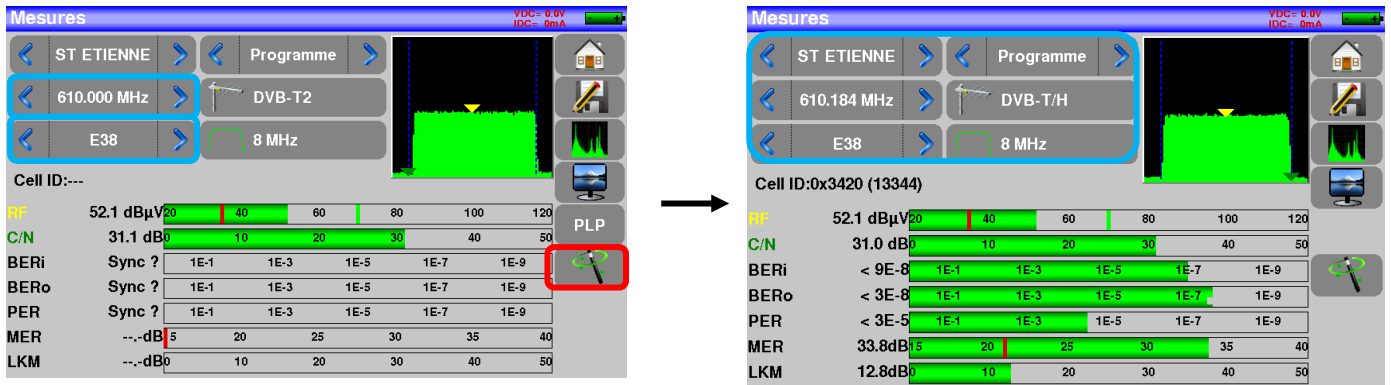 Mesures
VDC= 0.0V
IDC= 0mA
ST ETIENNE
Programme
610.000 MHz
DVB-T2
E38
8 MHz
Cell ID:---
RF 52.1 dBµV 20 40 60 80 100 120
PLP
C/N 31.1 dB 0 10 20 30 40 50
BERi Sync ? 1E-1 1E-3 1E-5 1E-7 1E-9
BERo Sync ? 1E-1 1E-3 1E-5 1E-7 1E-9
PER Sync ? 1E-1 1E-3 1E-5 1E-7 1E-9
MER --.-dB 5 20 25 30 35 40
LKM --.-dB 0 10 20 30 40 50
Mesures
VDC= 0.0V
IDC= 0mA
ST ETIENNE
Programme
610.184 MHz
DVB-T/H
E38
8 MHz
Cell ID:0x3420 (13344)
RF 52.1 dBµV 20 40 60 80 100 120
C/N 31.0 dB 0 10 20 30 40 50
BERi < 9E-8 1E-1 1E-3 1E-5 1E-7 1E-9
BERo < 3E-8 1E-1 1E-3 1E-5 1E-7 1E-9
PER < 3E-5 1E-1 1E-3 1E-5 1E-7 1E-9
MER 33.8dB 15 20 25 30 35 40
LKM 12.8dB 0 10 20 30 40 50